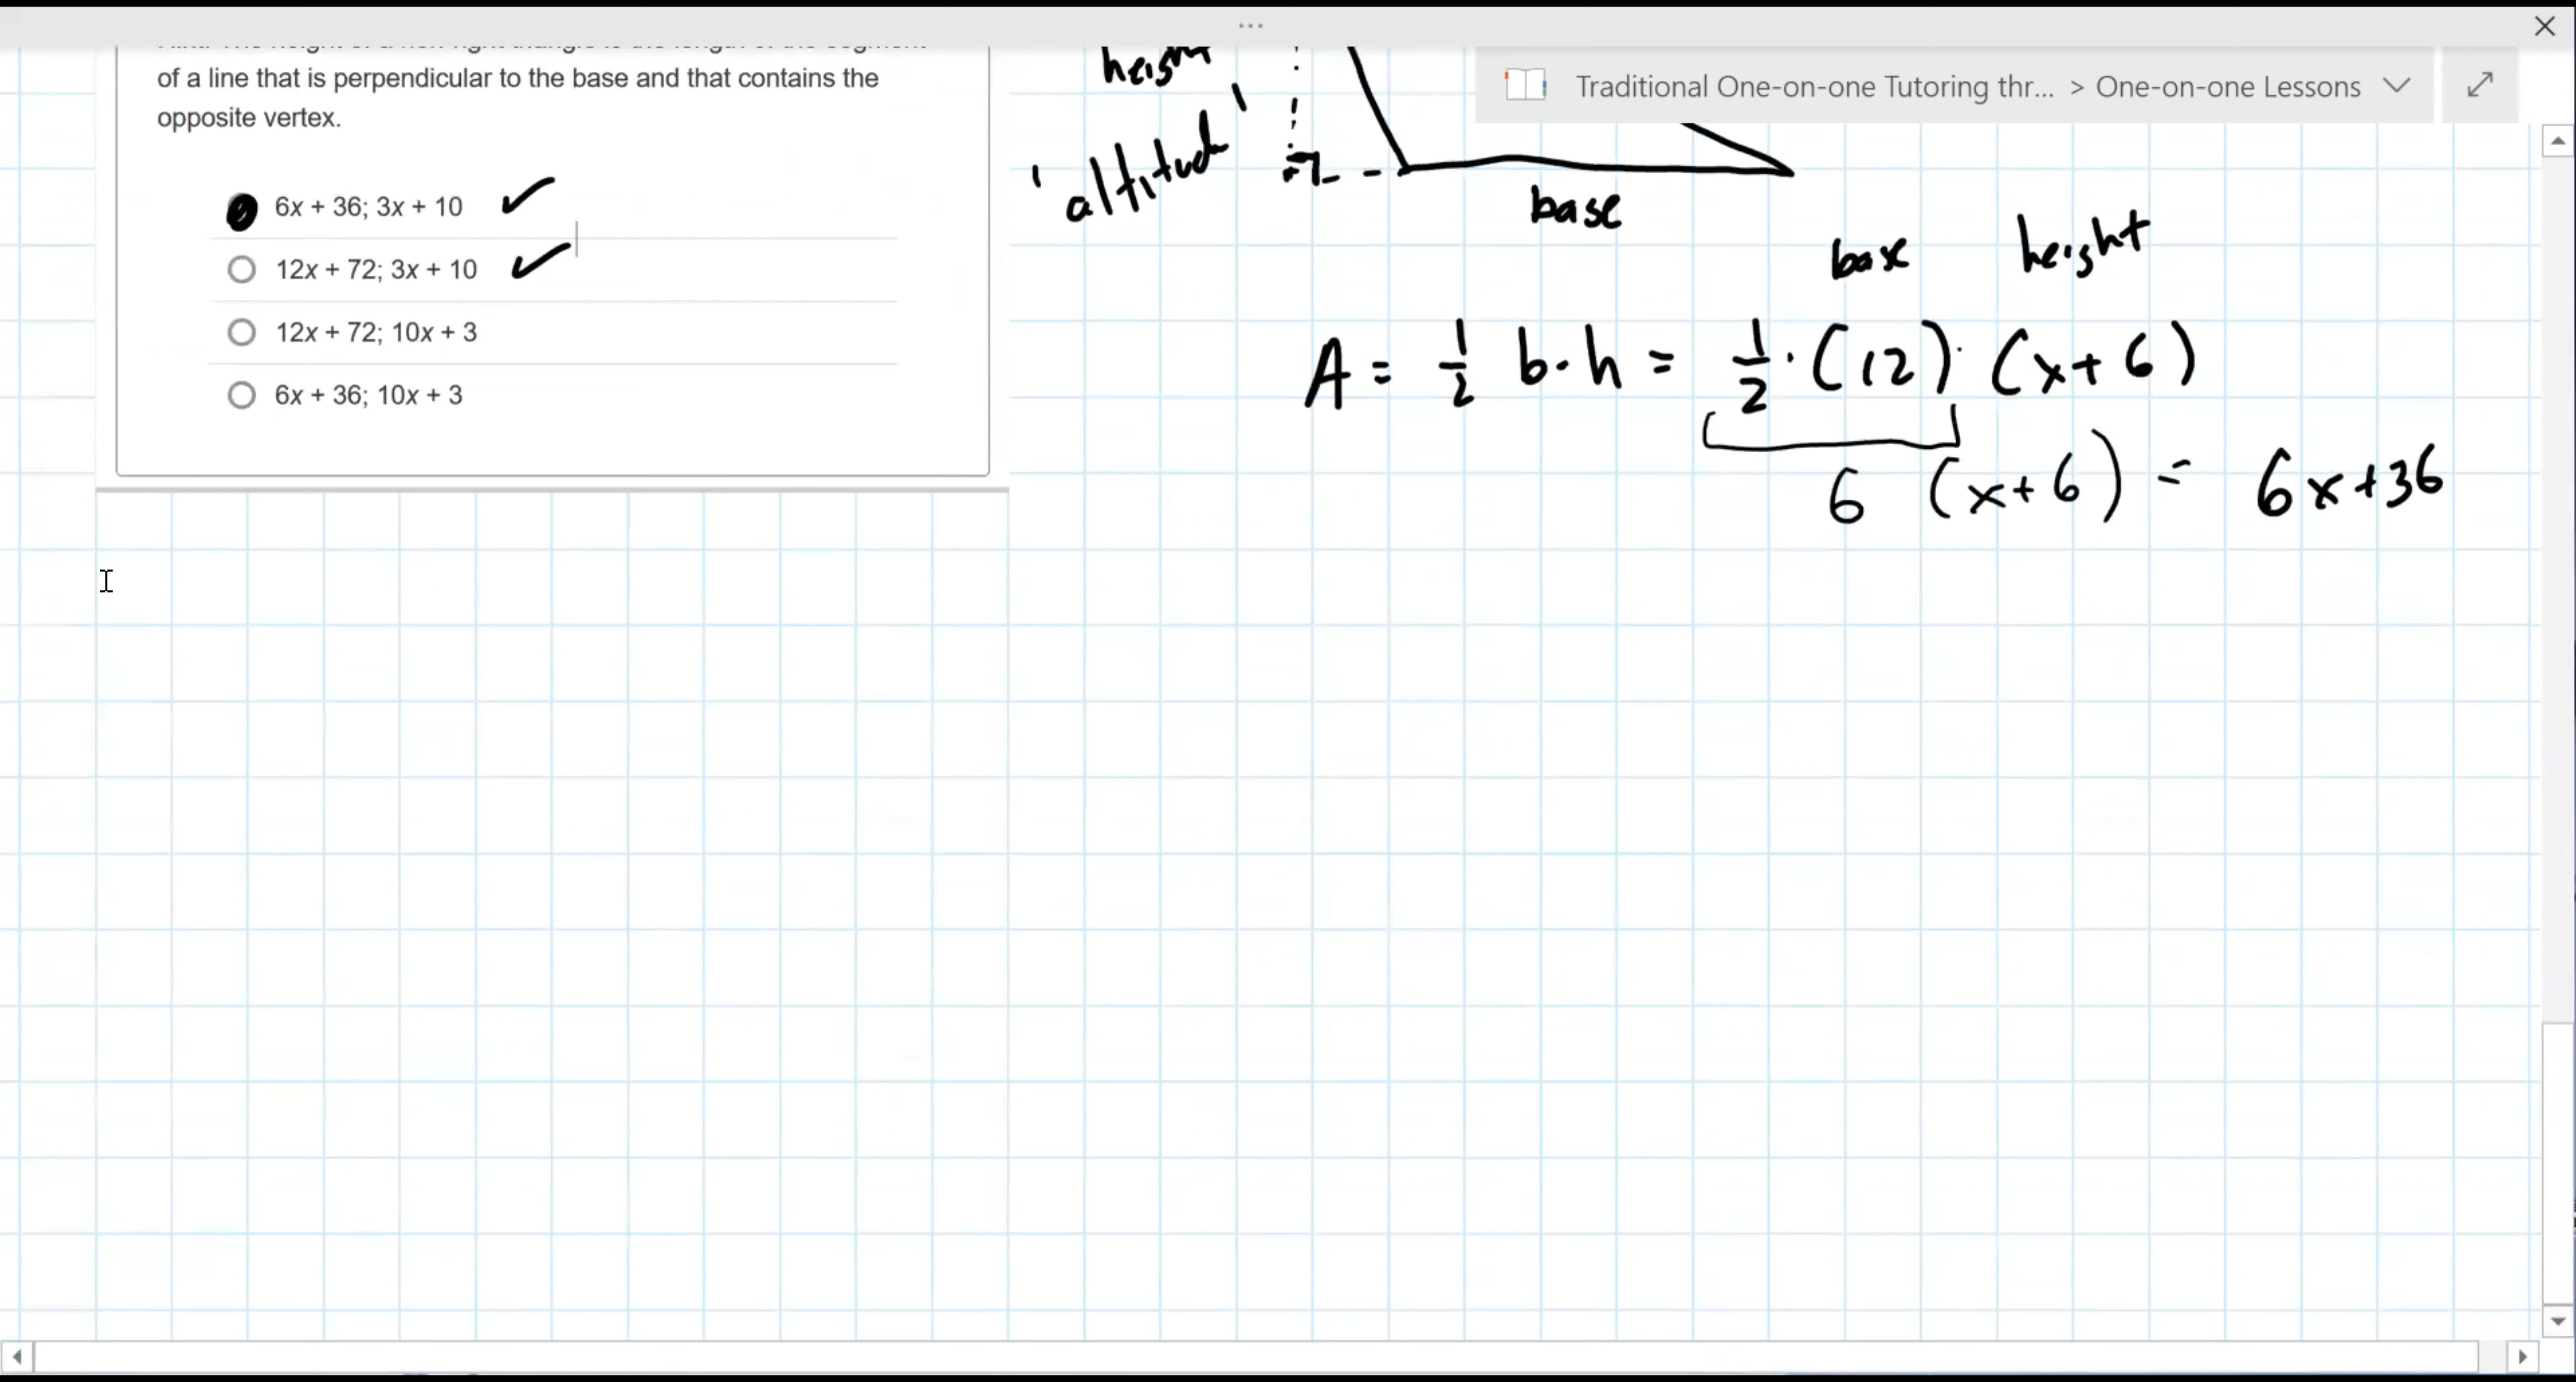 Traditional One-on-one Tutoring thr... > One-on-one Lessons
of a line that is perpendicular to the base and that contains the
opposite vertex.
6x + 36; 3x + 10
12x + 72; 3x + 10
12x + 72; 10x + 3
6x + 36; 10x + 3
height
'altitud'
base
base height
A = 1/2 b·h = 1/2·(12)·(x+6)
6 (x+6) = 6x+36